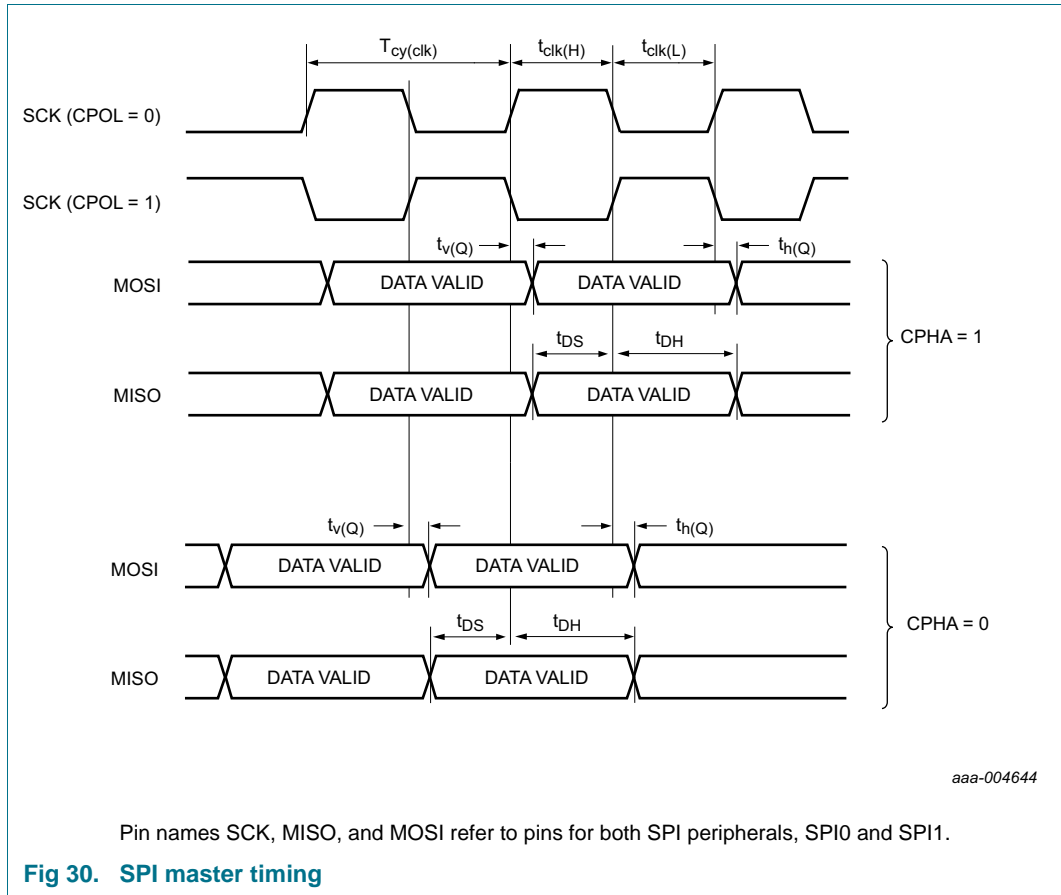 Tcy(clk) tclk(H) tclk(L)
SCK (CPOL = 0)
SCK (CPOL = 1)
tv(Q) th(Q)
MOSI DATA VALID DATA VALID
tDS tDH
CPHA = 1
MISO DATA VALID DATA VALID
tv(Q) th(Q)
MOSI DATA VALID DATA VALID
tDS tDH
CPHA = 0
MISO DATA VALID DATA VALID
aaa-004644
Pin names SCK, MISO, and MOSI refer to pins for both SPI peripherals, SPI0 and SPI1.
Fig 30. SPI master timing